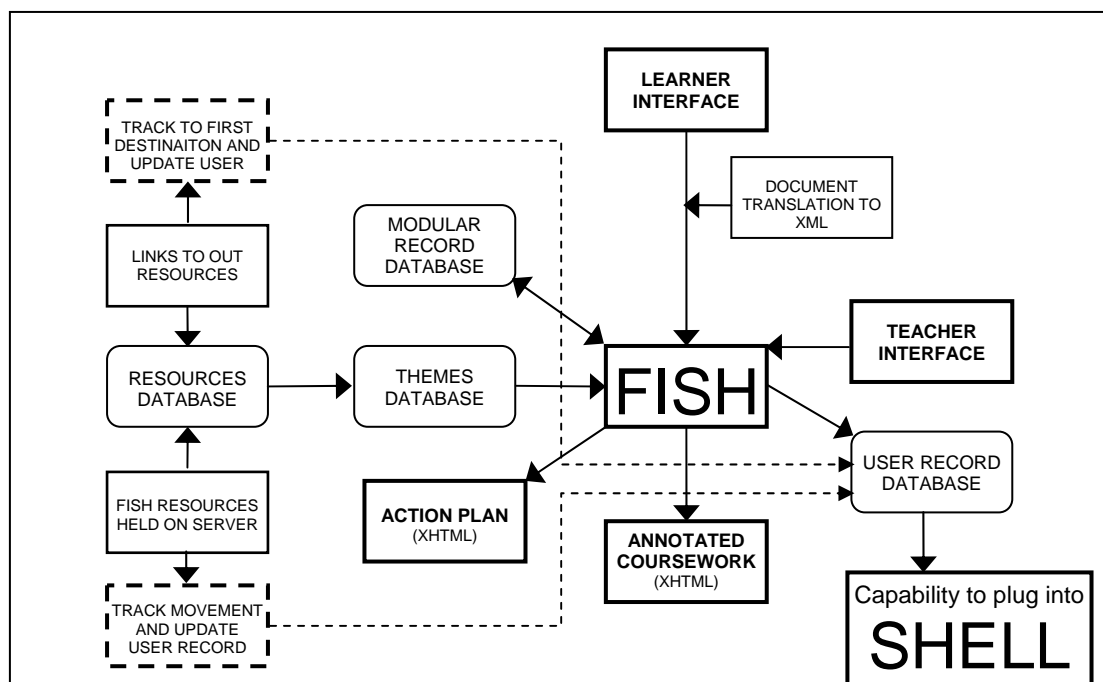 LEARNER
INTERFACE
TRACK TO FIRST
DESTINAITON AND
UPDATE USER
DOCUMENT
TRANSLATION TO
XML
MODULAR
RECORD
DATABASE
LINKS TO OUT
RESOURCES
TEACHER
INTERFACE
RESOURCES
DATABASE
THEMES
DATABASE
FISH
USER RECORD
DATABASE
FISH RESOURCES
HELD ON SERVER
ACTION PLAN
(XHTML)
ANNOTATED
COURSEWORK
(XHTML)
TRACK MOVEMENT
AND UPDATE
USER RECORD
Capability to plug into
SHELL